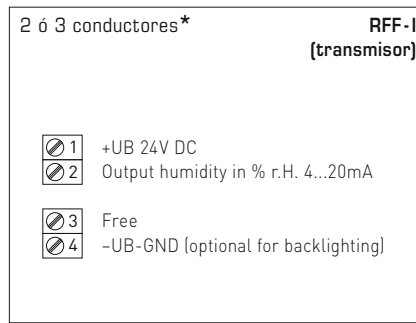 2 ó 3 conductores* RFF-I
(transmisor)
1 +UB 24V DC
2 Output humidity in % r.H. 4...20mA
3 Free
4 –UB-GND (optional for backlighting)